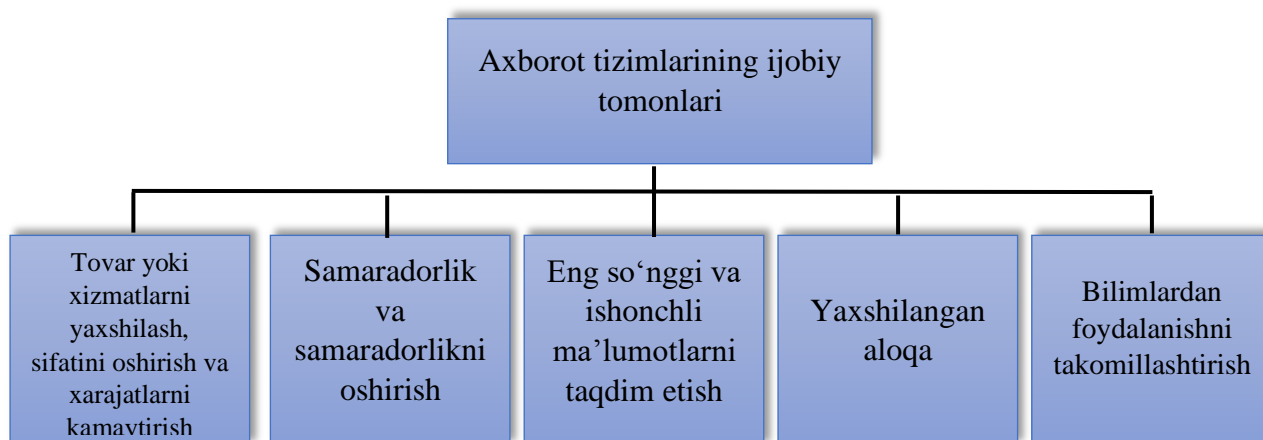 Axborot tizimlarining ijobiy
tomonlari
Tovar yoki
xizmatlarni
yaxshilash,
sifatini oshirish va
xarajatlarni
kamaytirish
Samaradorlik
va
samaradorlikni
oshirish
Eng so‘nggi va
ishonchli
ma’lumotlarni
taqdim etish
Yaxshilangan
aloqa
Bilimlardan
foydalanishni
takomillashtirish